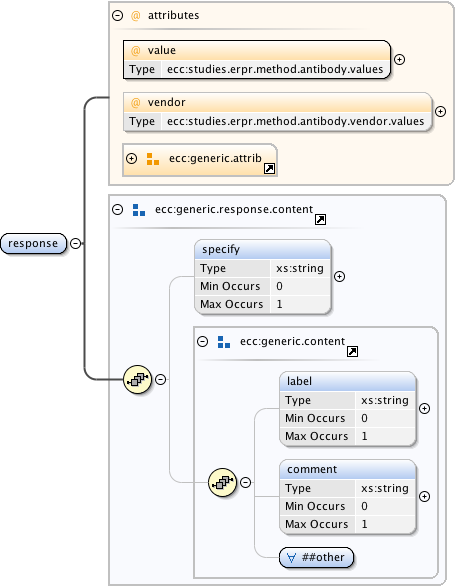 @ attributes
@ value
Type ecc:studies.erpr.method.antibody.values
@ vendor
Type ecc:studies.erpr.method.antibody.vendor.values
ecc:generic.attrib
response
ecc:generic.response.content
specify
Type xs:string
Min Occurs 0
Max Occurs 1
ecc:generic.content
label
Type xs:string
Min Occurs 0
Max Occurs 1
comment
Type xs:string
Min Occurs 0
Max Occurs 1
∀ ##other